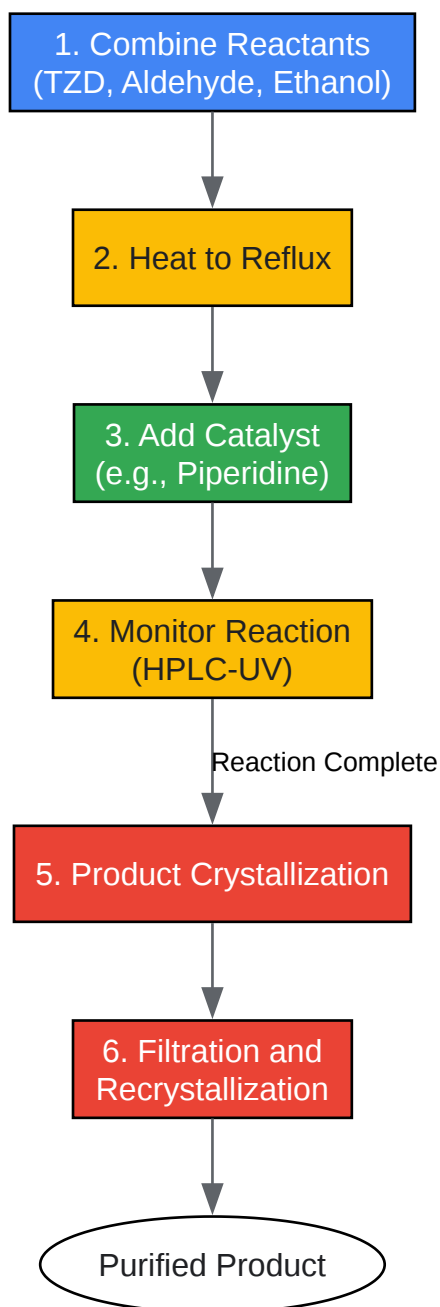 1. Combine Reactants
(TZD, Aldehyde, Ethanol)
2. Heat to Reflux
3. Add Catalyst
(e.g., Piperidine)
4. Monitor Reaction
(HPLC-UV)
Reaction Complete
5. Product Crystallization
6. Filtration and
Recrystallization
Purified Product